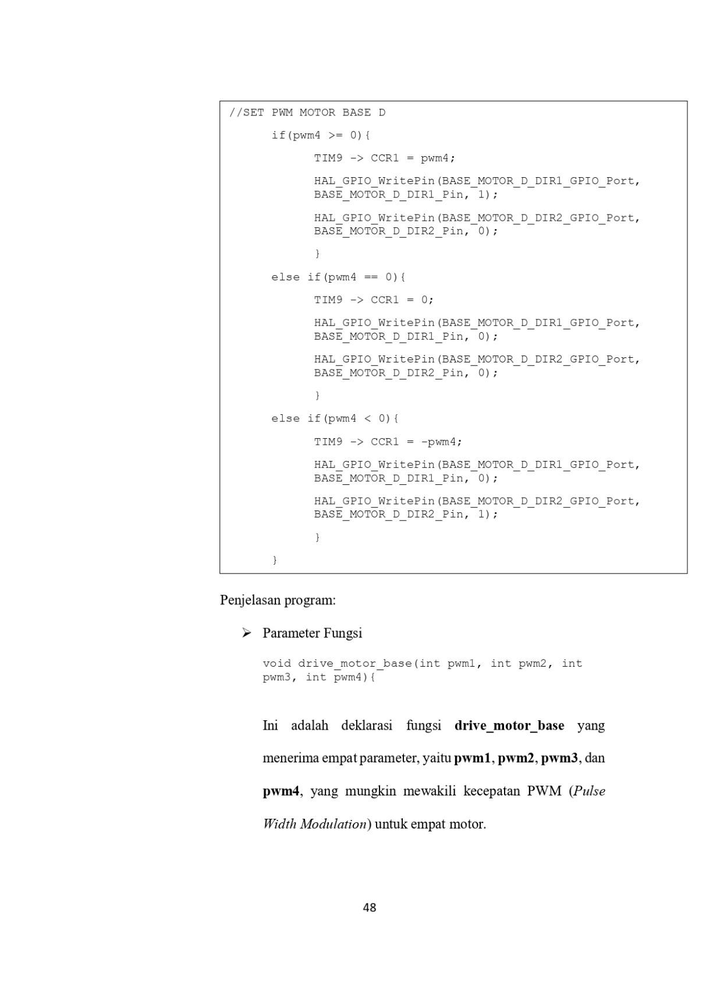 //SET PWM MOTOR BASE D
if(pwm4 >= 0){
TIM9 -> CCR1 = pwm4;
HAL_GPIO_WritePin(BASE_MOTOR_D_DIR1_GPIO_Port,
BASE_MOTOR_D_DIR1_Pin, 1);
HAL_GPIO_WritePin(BASE_MOTOR_D_DIR2_GPIO_Port,
BASE_MOTOR_D_DIR2_Pin, 0);
}
else if(pwm4 == 0){
TIM9 -> CCR1 = 0;
HAL_GPIO_WritePin(BASE_MOTOR_D_DIR1_GPIO_Port,
BASE_MOTOR_D_DIR1_Pin, 0);
HAL_GPIO_WritePin(BASE_MOTOR_D_DIR2_GPIO_Port,
BASE_MOTOR_D_DIR2_Pin, 0);
}
else if(pwm4 < 0){
TIM9 -> CCR1 = -pwm4;
HAL_GPIO_WritePin(BASE_MOTOR_D_DIR1_GPIO_Port,
BASE_MOTOR_D_DIR1_Pin, 0);
HAL_GPIO_WritePin(BASE_MOTOR_D_DIR2_GPIO_Port,
BASE_MOTOR_D_DIR2_Pin, 1);
}
}
Penjelasan program:
➢ Parameter Fungsi
void drive_motor_base(int pwm1, int pwm2, int
pwm3, int pwm4){
Ini adalah deklarasi fungsi drive_motor_base yang
menerima empat parameter, yaitu pwm1, pwm2, pwm3, dan
pwm4, yang mungkin mewakili kecepatan PWM (Pulse
Width Modulation) untuk empat motor.
48